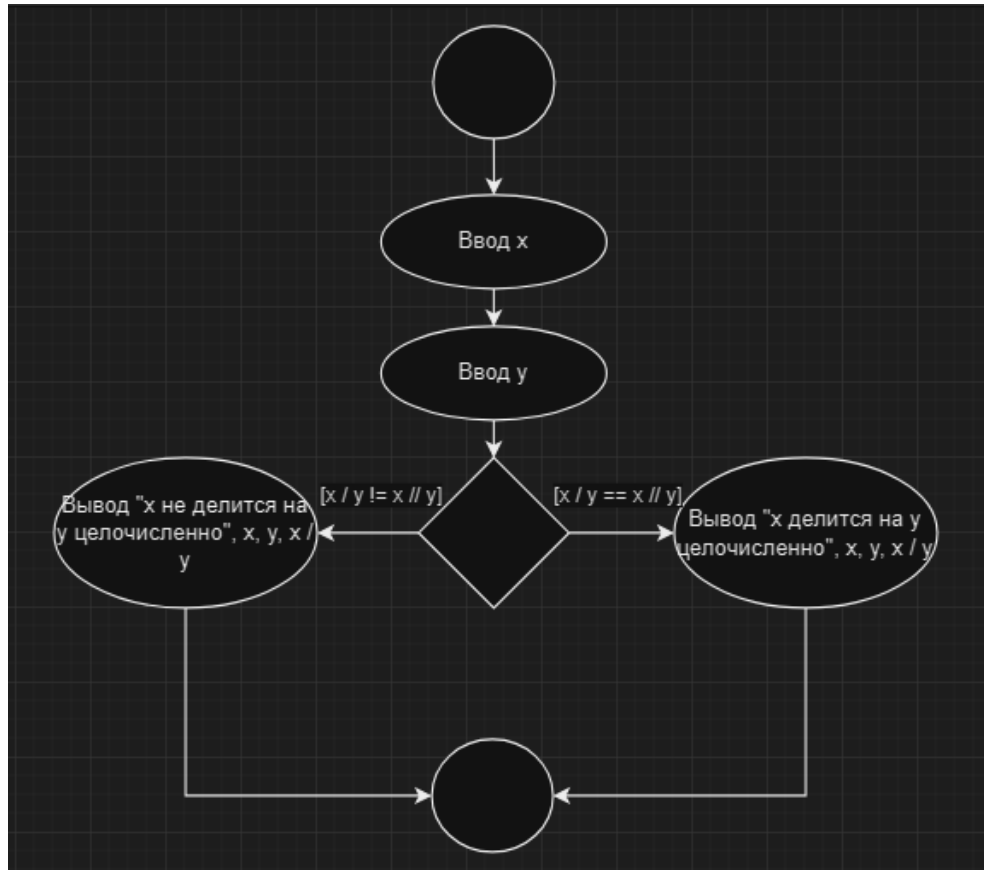 Ввод x
Ввод y
[x / y != x // y]
[x / y == x // y]
Вывод "x не делится на
y целочисленно", x, y, x /
y
Вывод "x делится на y
целочисленно", x, y, x / y